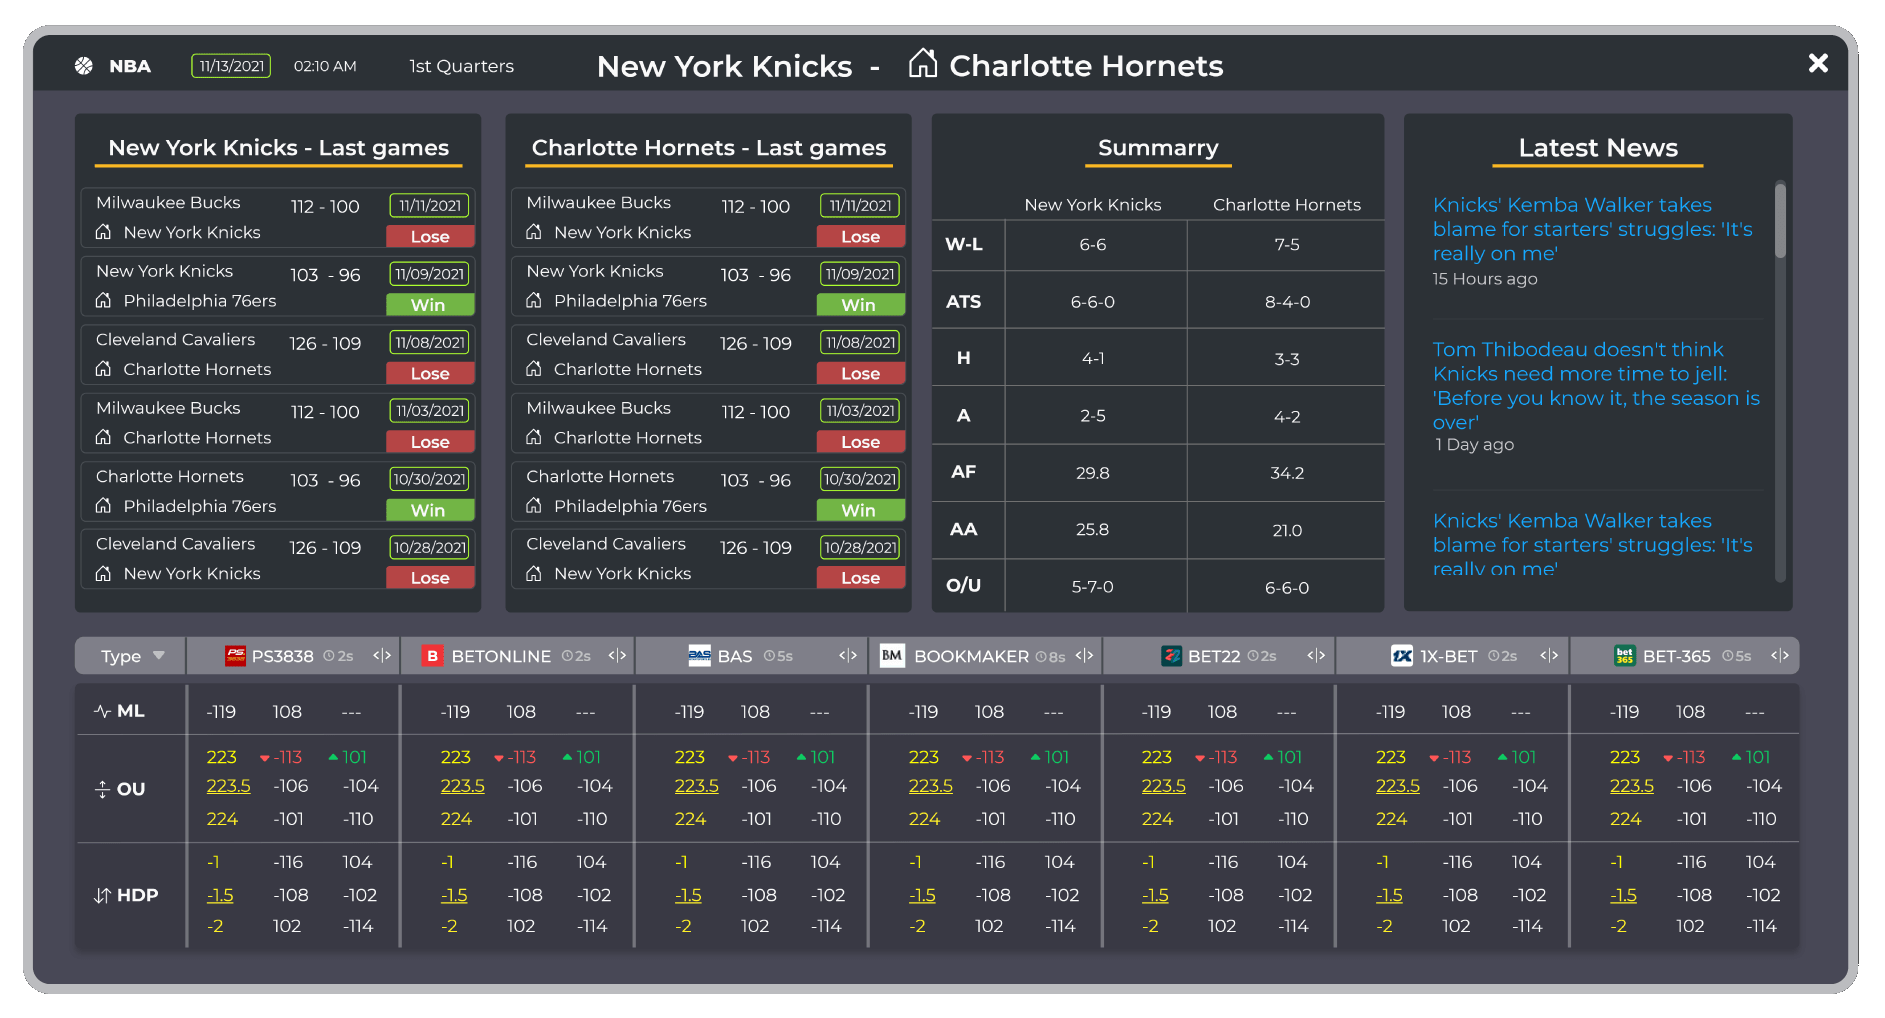 NBA 11/13/2021 02:10 AM 1st Quarters New York Knicks - Charlotte Hornets
New York Knicks - Last games
Milwaukee Bucks 112 - 100 11/11/2021
New York Knicks Lose
New York Knicks 103 - 96 11/09/2021
Philadelphia 76ers Win
Cleveland Cavaliers 126 - 109 11/08/2021
Charlotte Hornets Lose
Milwaukee Bucks 112 - 100 11/03/2021
Charlotte Hornets Lose
Charlotte Hornets 103 - 96 10/30/2021
Philadelphia 76ers Win
Cleveland Cavaliers 126 - 109 10/28/2021
New York Knicks Lose
Charlotte Hornets - Last games
Milwaukee Bucks 112 - 100 11/11/2021
New York Knicks Lose
New York Knicks 103 - 96 11/09/2021
Philadelphia 76ers Win
Cleveland Cavaliers 126 - 109 11/08/2021
Charlotte Hornets Lose
Milwaukee Bucks 112 - 100 11/03/2021
Charlotte Hornets Lose
Charlotte Hornets 103 - 96 10/30/2021
Philadelphia 76ers Win
Cleveland Cavaliers 126 - 109 10/28/2021
New York Knicks Lose
Summarry
New York Knicks Charlotte Hornets
W-L 6-6 7-5
ATS 6-6-0 8-4-0
H 4-1 3-3
A 2-5 4-2
AF 29.8 34.2
AA 25.8 21.0
O/U 5-7-0 6-6-0
Latest News
Knicks' Kemba Walker takes
blame for starters' struggles: 'It's
really on me'
15 Hours ago
Tom Thibodeau doesn't think
Knicks need more time to jell:
'Before you know it, the season is
over'
1 Day ago
Knicks' Kemba Walker takes
blame for starters' struggles: 'It's
really on me'
Type PS3838 2s B BETONLINE 2s BAS BAS 5s BM BOOKMAKER 8s BET22 2s 1X 1X-BET 2s bet365 BET-365 5s
ML -119 108 --- -119 108 --- -119 108 --- -119 108 --- -119 108 --- -119 108 --- -119 108 ---
223 -113 101 223 -113 101 223 -113 101 223 -113 101 223 -113 101 223 -113 101 223 -113 101
OU 223.5 -106 -104 223.5 -106 -104 223.5 -106 -104 223.5 -106 -104 223.5 -106 -104 223.5 -106 -104 223.5 -106 -104
224 -101 -110 224 -101 -110 224 -101 -110 224 -101 -110 224 -101 -110 224 -101 -110 224 -101 -110
-1 -116 104 -1 -116 104 -1 -116 104 -1 -116 104 -1 -116 104 -1 -116 104 -1 -116 104
HDP -1.5 -108 -102 -1.5 -108 -102 -1.5 -108 -102 -1.5 -108 -102 -1.5 -108 -102 -1.5 -108 -102 -1.5 -108 -102
-2 102 -114 -2 102 -114 -2 102 -114 -2 102 -114 -2 102 -114 -2 102 -114 -2 102 -114